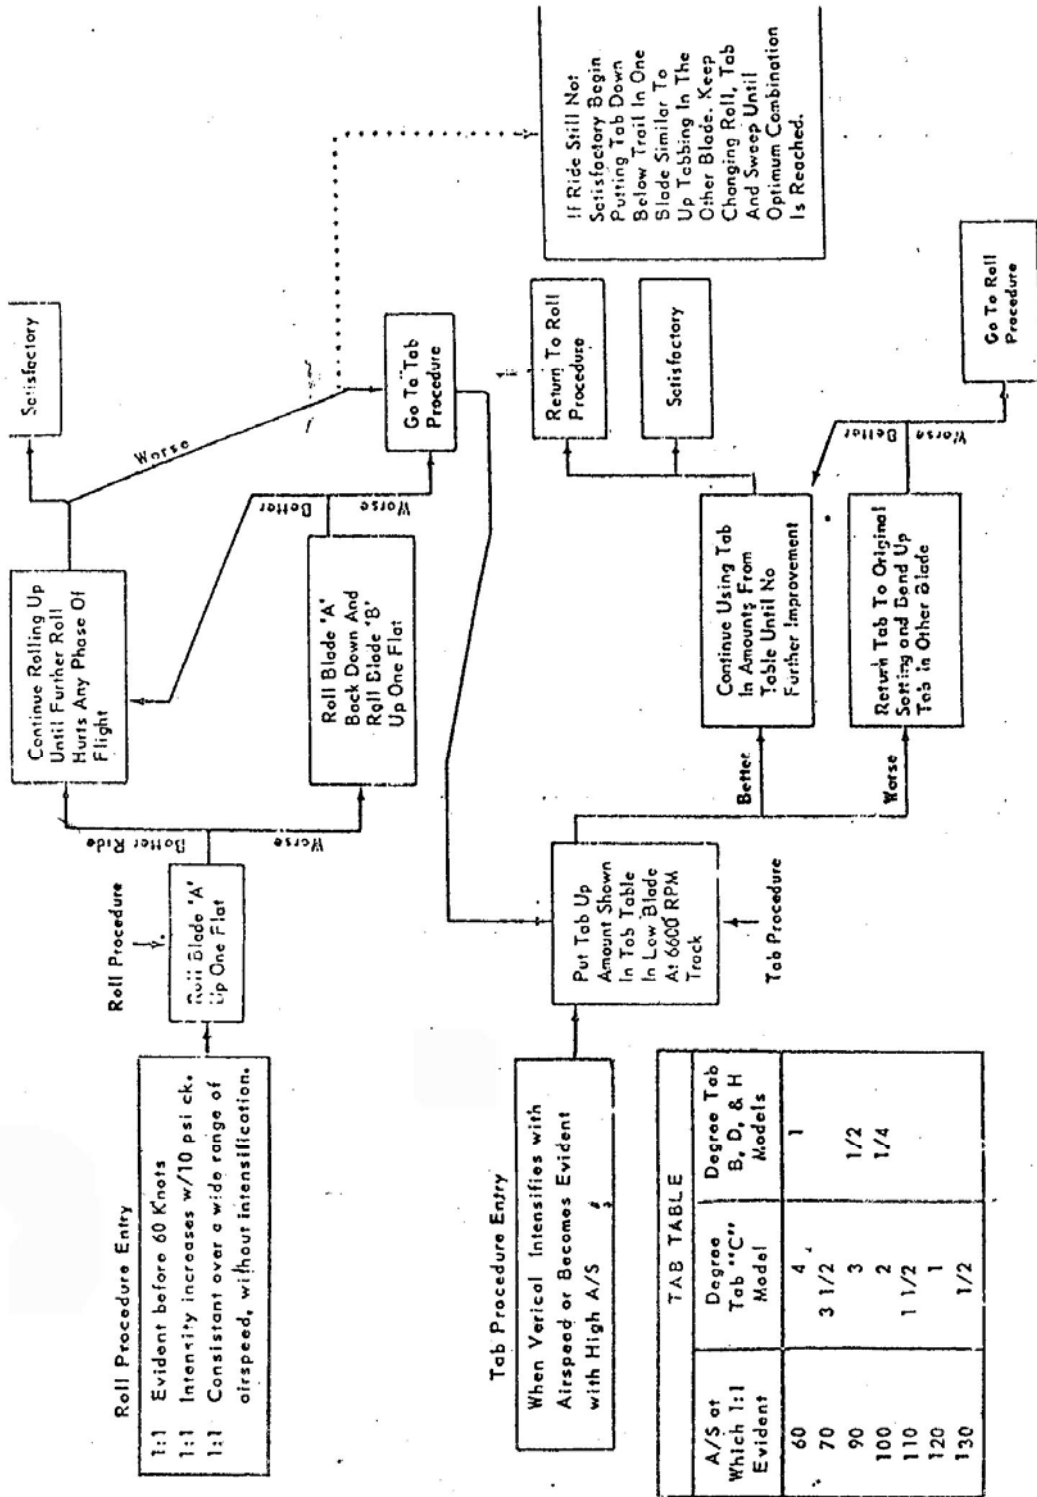 Roll Procedure Entry
1:1 Evident before 60 Knots
1:1 Intensity increases w/10 psi ck.
1:1 Consistant over a wide range of
airspeed, without intensification.
Roll Procedure
Roll Blade 'A'
Up One Flat
Better Ride
Worse
Continue Rolling Up
Until Further Roll
Hurts Any Phase Of
Flight
Roll Blade 'A'
Back Down And
Roll Blade 'B'
Up One Flat
Satisfactory
Worse
Better
Worse
Go To Tab
Procedure
If Ride Still Not
Satisfactory Begin
Putting Tab Down
Below Trail In One
Blade Similar To
Up Tabbing In The
Other Blade. Keep
Changing Roll, Tab
And Sweep Until
Optimum Combination
Is Reached.
Tab Procedure Entry
When Verical Intensifies with
Airspeed or Becomes Evident
with High A/S
Put Tab Up
Amount Shown
In Tab Table
In Low Blade
At 6600 RPM
Track
Tab Procedure
Better
Worse
Continue Using Tab
In Amounts From
Table Until No
Further Improvement
Return Tab To Original
Setting and Bend Up
Tab in Other Blade
Return To Roll
Procedure
Satisfactory
Better
Worse
Go To Roll
Procedure
TAB TABLE
A/S at
Which 1:1
Evident
Degree
Tab "C"
Model
Degree Tab
B, D, & H
Models
60 4 1
70 3 1/2
90 3 1/2
100 2 1/4
110 1 1/2
120 1
130 1/2